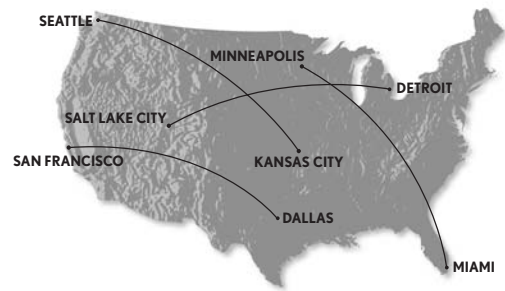 SEATTLE
MINNEAPOLIS
DETROIT
SALT LAKE CITY
SAN FRANCISCO
KANSAS CITY
DALLAS
MIAMI